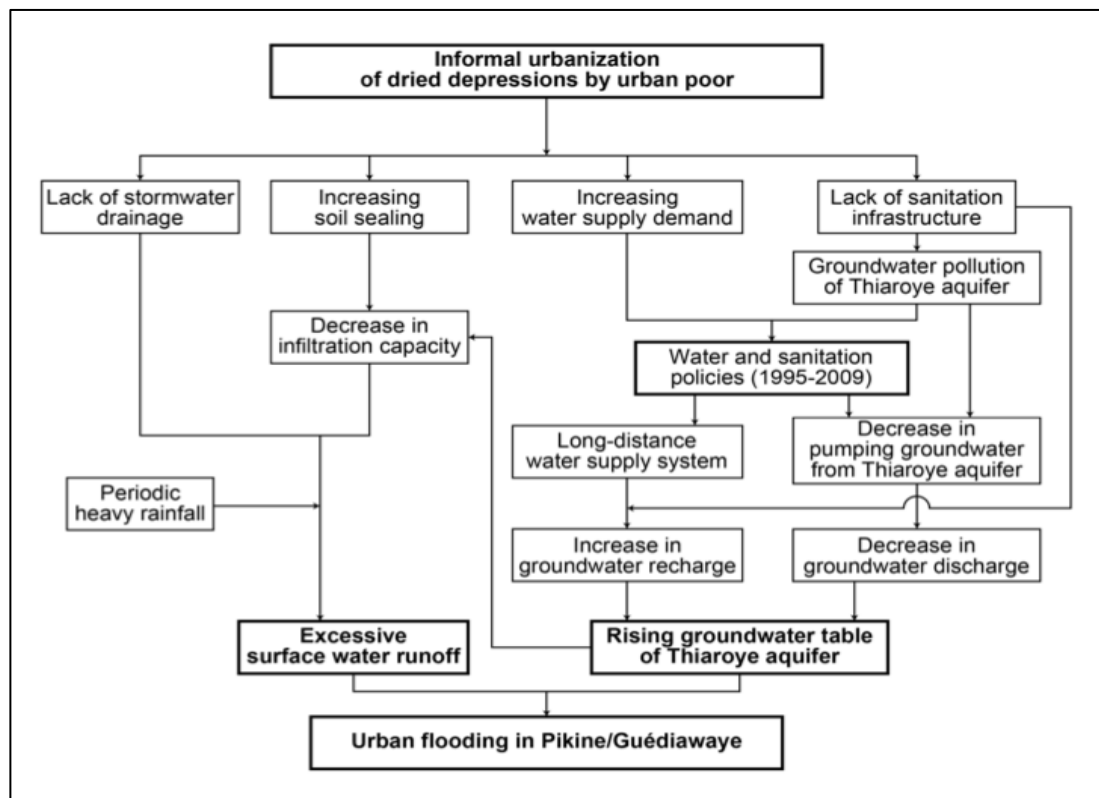 Informal urbanization
of dried depressions by urban poor
Lack of stormwater
drainage
Increasing
soil sealing
Increasing
water supply demand
Lack of sanitation
infrastructure
Groundwater pollution
of Thiaroye aquifer
Decrease in
infiltration capacity
Water and sanitation
policies (1995-2009)
Long-distance
water supply system
Decrease in
pumping groundwater
from Thiaroye aquifer
Periodic
heavy rainfall
Increase in
groundwater recharge
Decrease in
groundwater discharge
Excessive
surface water runoff
Rising groundwater table
of Thiaroye aquifer
Urban flooding in Pikine/Guédiawaye